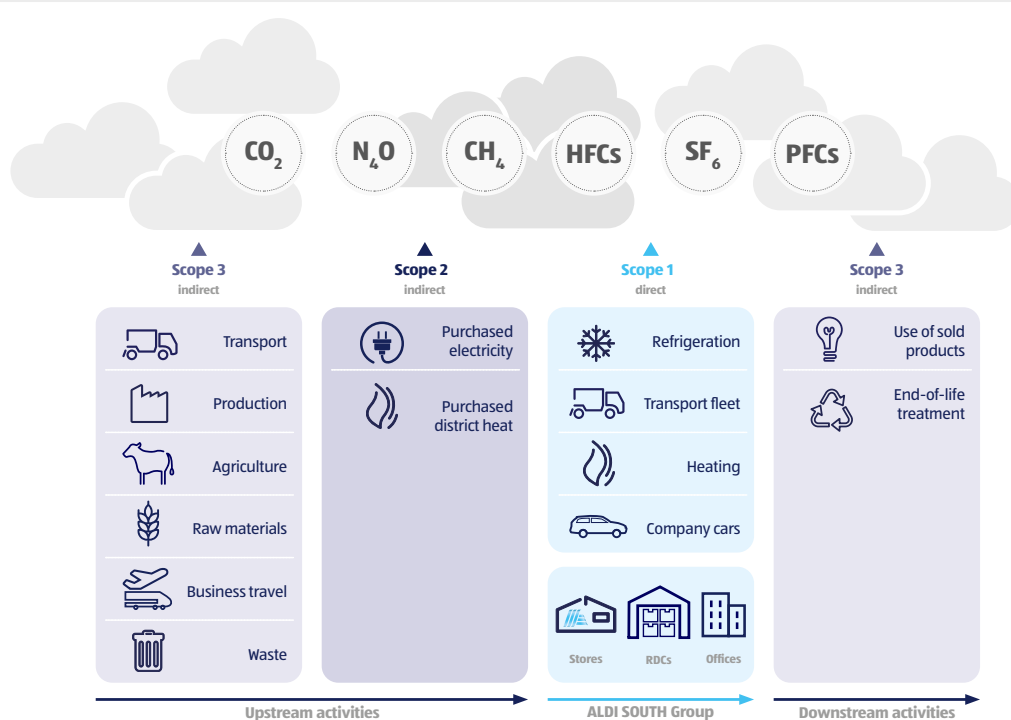 CO₂ N₄O CH₄ HFCs SF₆ PFCs
Scope 3
indirect
Transport
Production
Agriculture
Raw materials
Business travel
Waste
Scope 2
indirect
Purchased
electricity
Purchased
district heat
Upstream activities
Scope 1
direct
Refrigeration
Transport fleet
Heating
Company cars
Stores RDCs Offices
ALDI SOUTH Group
Scope 3
indirect
Use of sold
products
End-of-life
treatment
Downstream activities